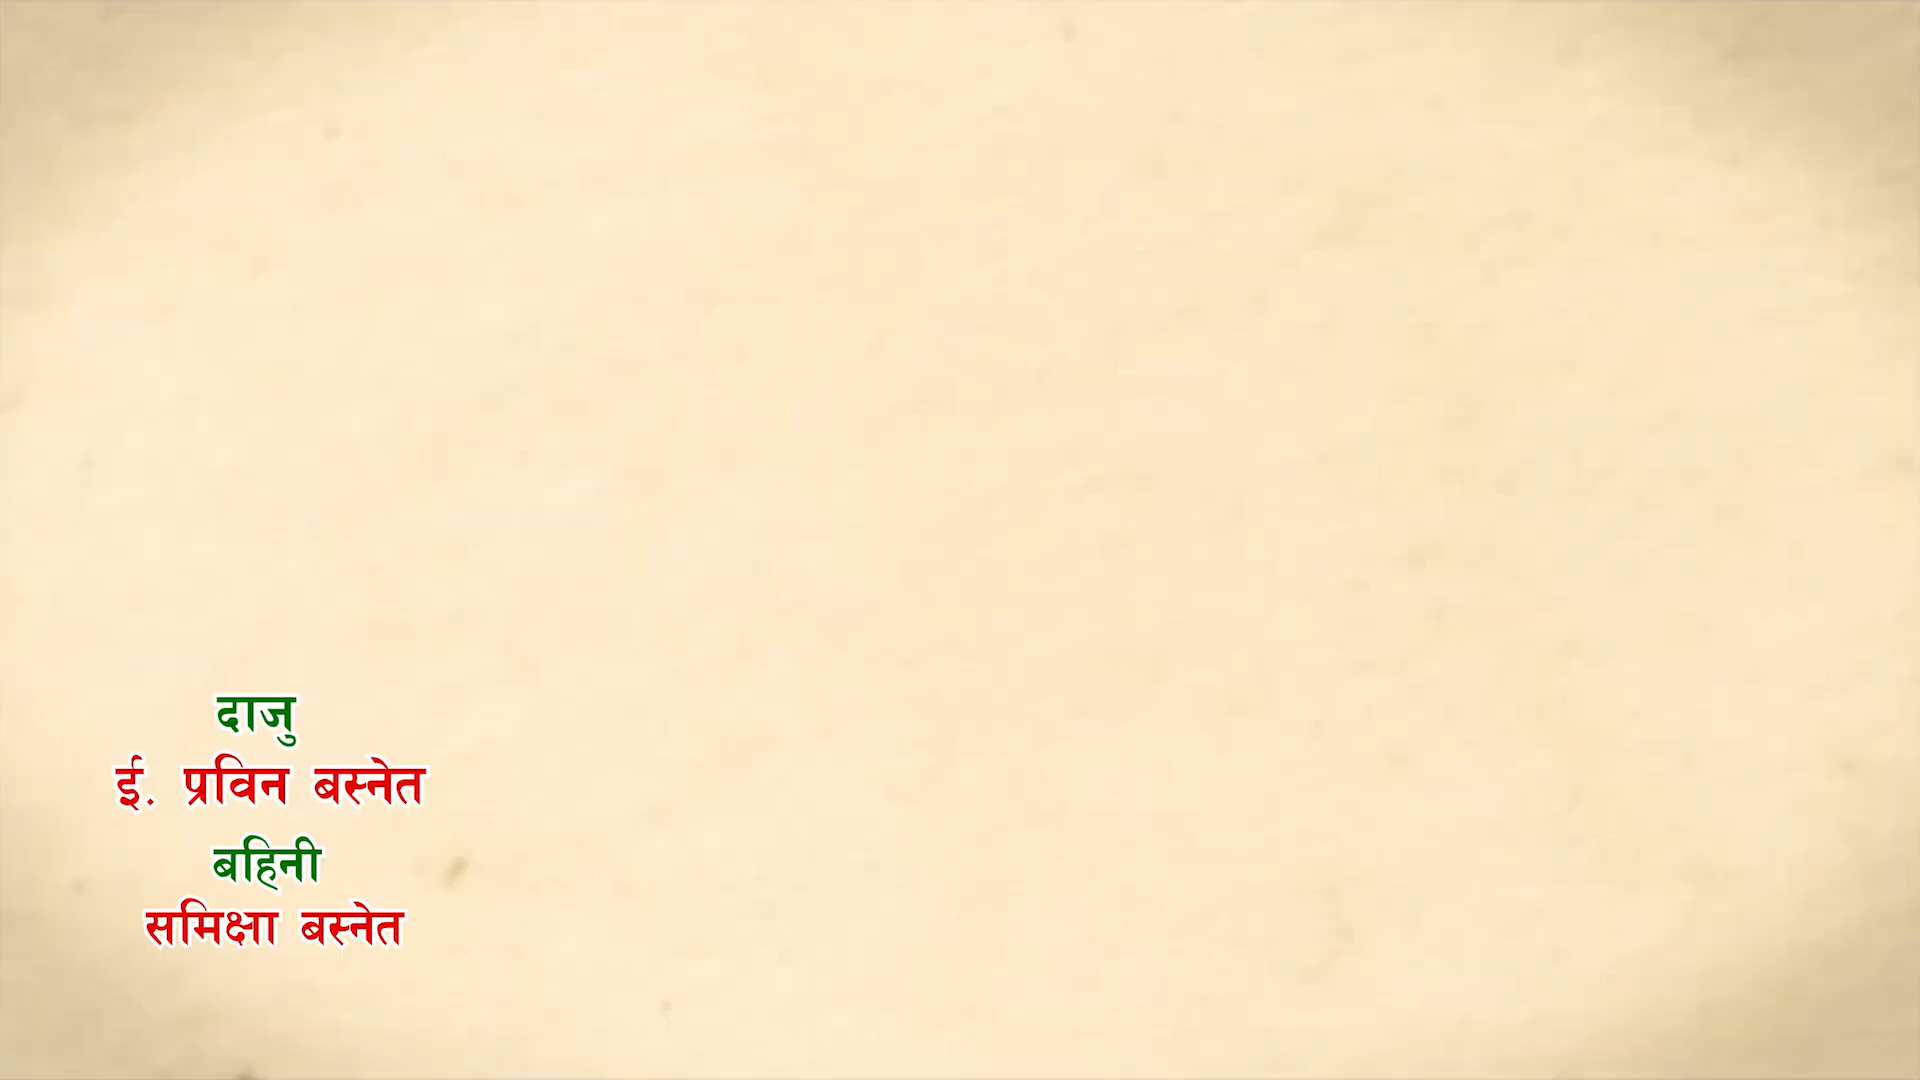 दाजु
ई. प्रविन बस्नेत
बहिनी
समिक्षा बस्नेत